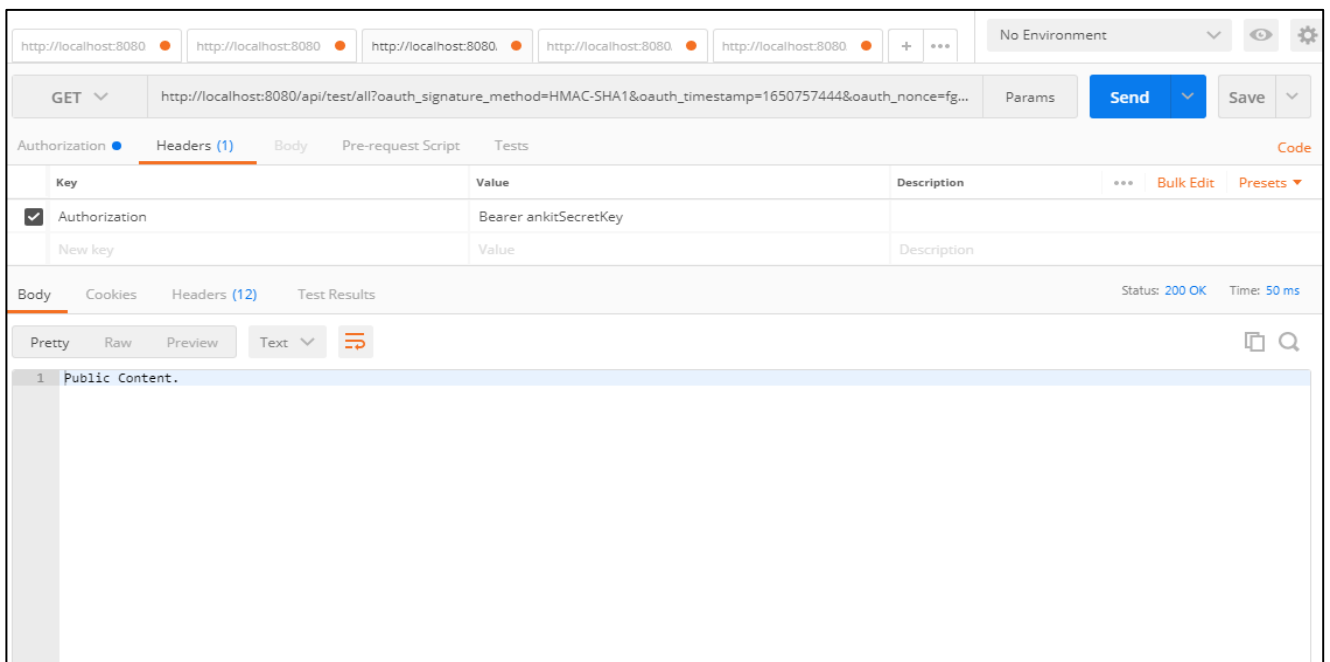 http://localhost:8080 http://localhost:8080 http://localhost:8080. http://localhost:8080. http://localhost:8080 + ••• No Environment
GET http://localhost:8080/api/test/all?oauth_signature_method=HMAC-SHA1&oauth_timestamp=1650757444&oauth_nonce=fg... Params Send Save
Authorization Headers (1) Body Pre-request Script Tests Code
Key Value Description ••• Bulk Edit Presets
Authorization Bearer ankitSecretKey
New key Value Description
Body Cookies Headers (12) Test Results Status: 200 OK Time: 50 ms
Pretty Raw Preview Text
1 Public Content.